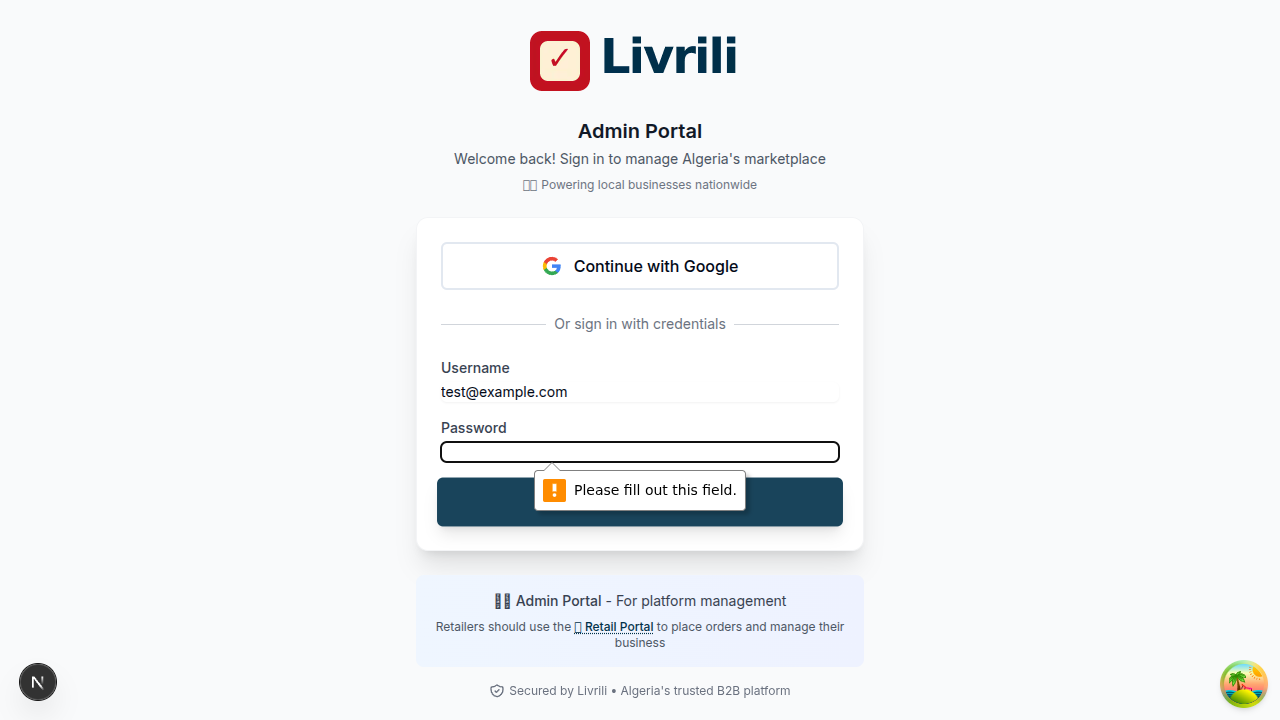 ✓ Livrili
Admin Portal
Welcome back! Sign in to manage Algeria's marketplace
Powering local businesses nationwide
Continue with Google
Or sign in with credentials
Username
test@example.com
Password
Please fill out this field.
Admin Portal - For platform management
Retailers should use the Retail Portal to place orders and manage their
business
Secured by Livrili • Algeria's trusted B2B platform
N